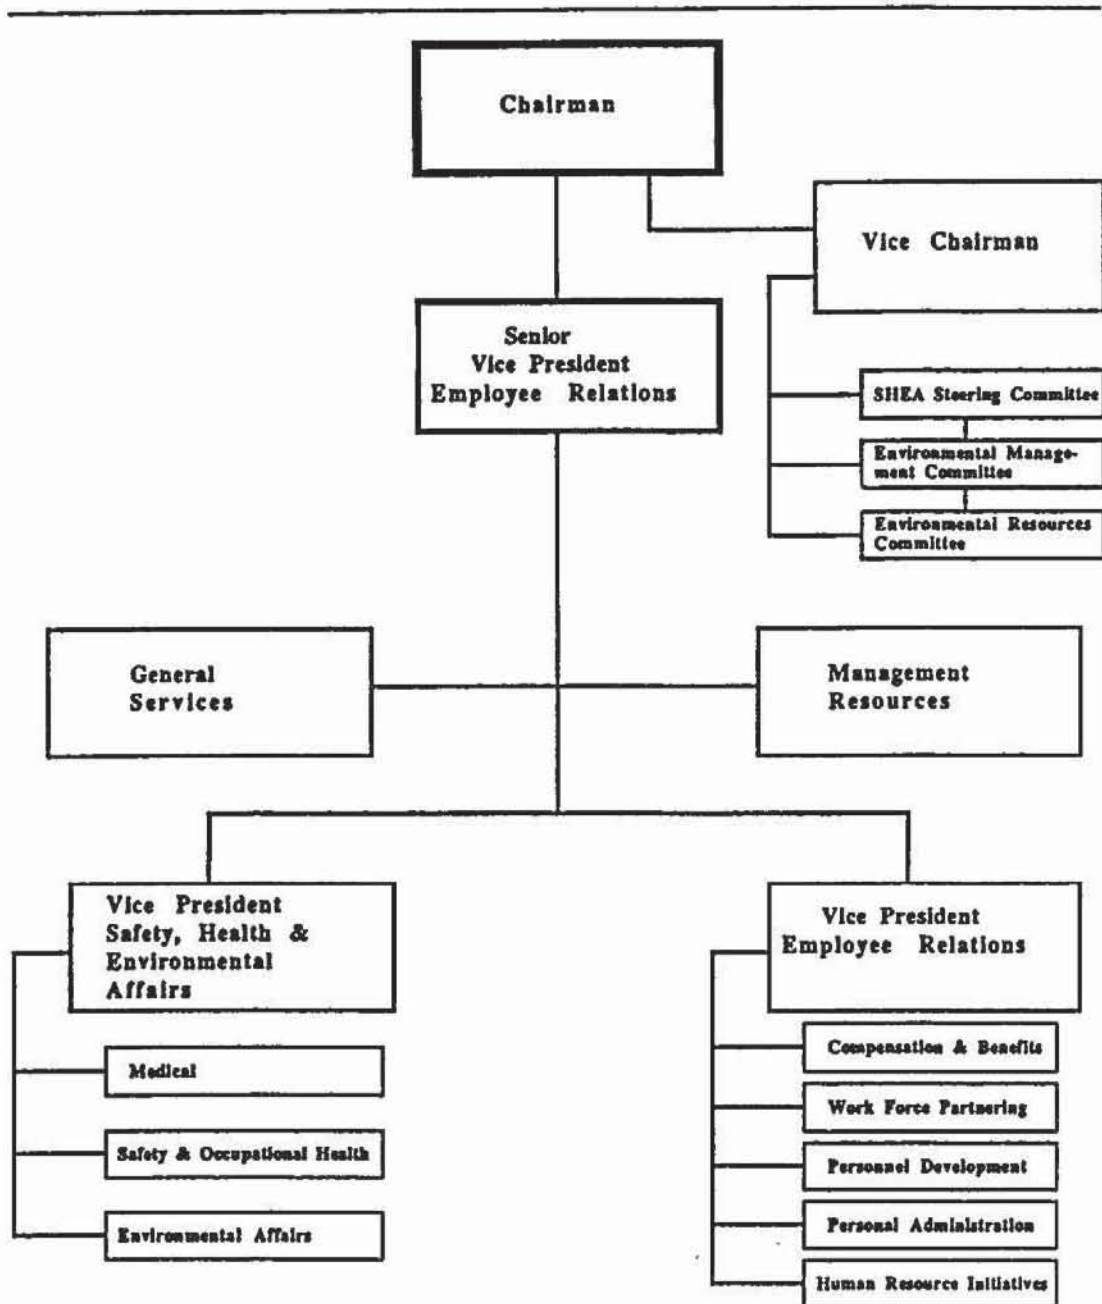 Chairman
Vice Chairman
Senior
Vice President
Employee Relations
SHEA Steering Committee
Environmental Manage-
ment Committee
Environmental Resources
Committee
General
Services
Management
Resources
Vice President
Safety, Health &
Environmental
Affairs
Medical
Safety & Occupational Health
Environmental Affairs
Vice President
Employee Relations
Compensation & Benefits
Work Force Partnering
Personnel Development
Personal Administration
Human Resource Initiatives